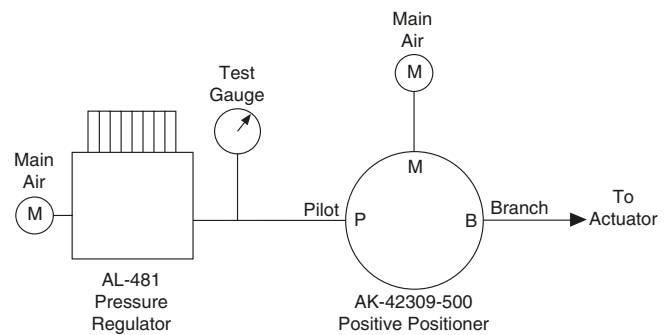 Main
Air
M
Test
Gauge
Main
Air
M
M
Pilot
P
B
Branch
To
Actuator
AL-481
Pressure
Regulator
AK-42309-500
Positive Positioner